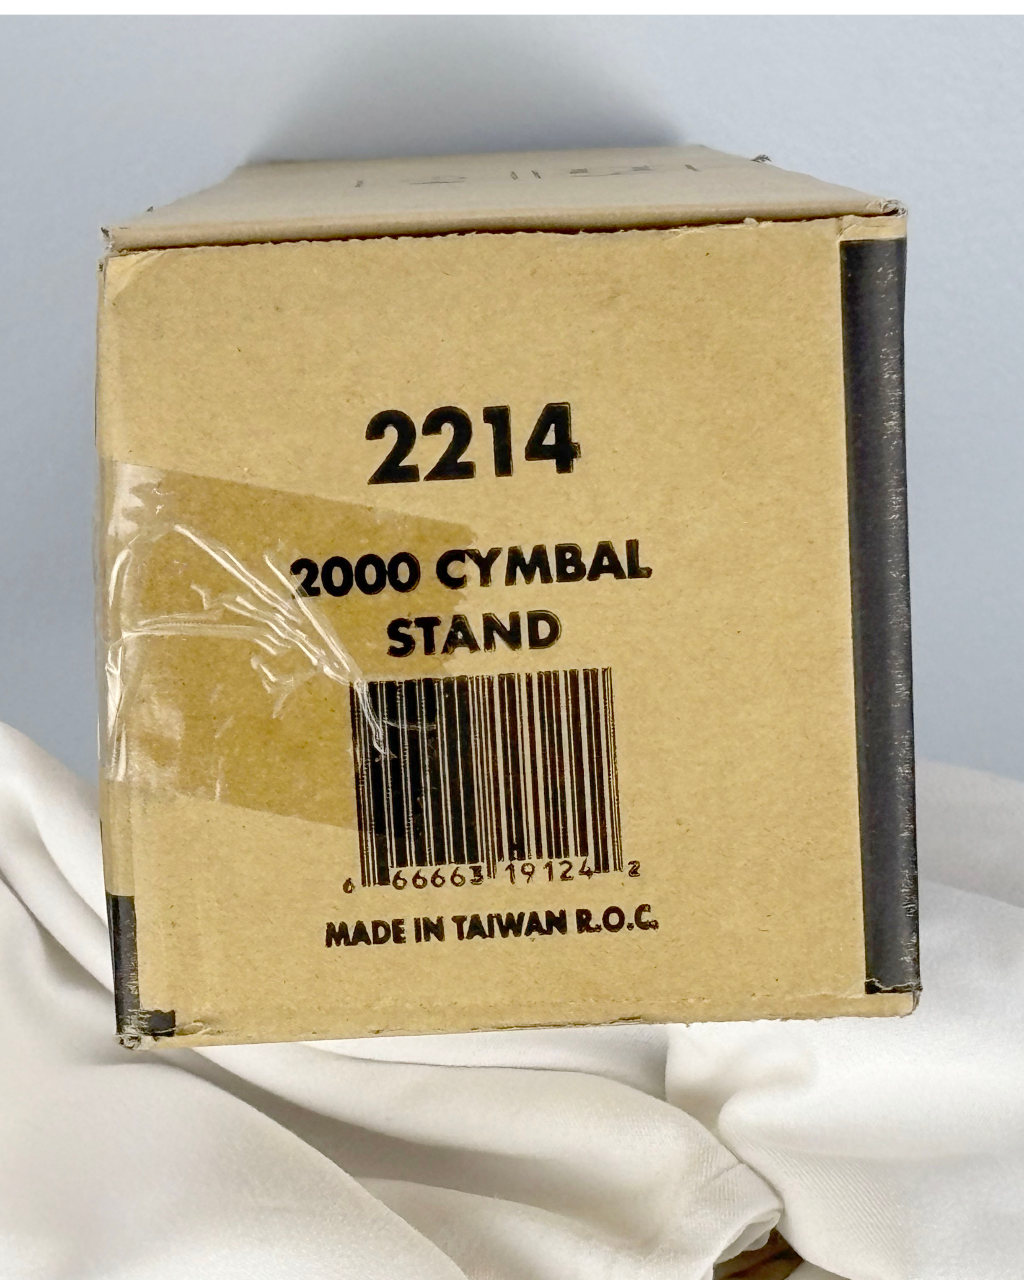 2214
2000 CYMBAL
STAND
6 66663 19124 2
MADE IN TAIWAN R.O.C.